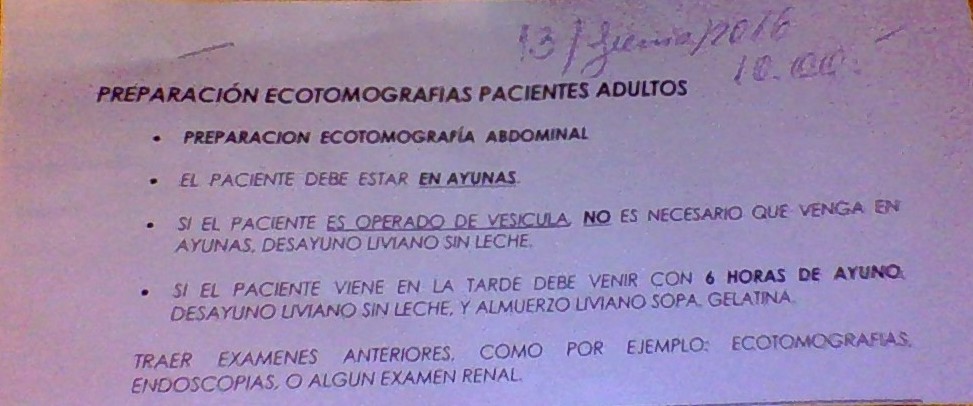 13/Junio/2016
10.00.
PREPARACIÓN ECOTOMOGRAFIAS PACIENTES ADULTOS
• PREPARACION ECOTOMOGRAFÍA ABDOMINAL
• EL PACIENTE DEBE ESTAR EN AYUNAS.
• SI EL PACIENTE ES OPERADO DE VESICULA, NO ES NECESARIO QUE VENGA EN
AYUNAS, DESAYUNO LIVIANO SIN LECHE.
• SI EL PACIENTE VIENE EN LA TARDE DEBE VENIR CON 6 HORAS DE AYUNO,
DESAYUNO LIVIANO SIN LECHE, Y ALMUERZO LIVIANO SOPA, GELATINA.
TRAER EXAMENES ANTERIORES, COMO POR EJEMPLO: ECOTOMOGRAFIAS,
ENDOSCOPIAS, O ALGUN EXAMEN RENAL.